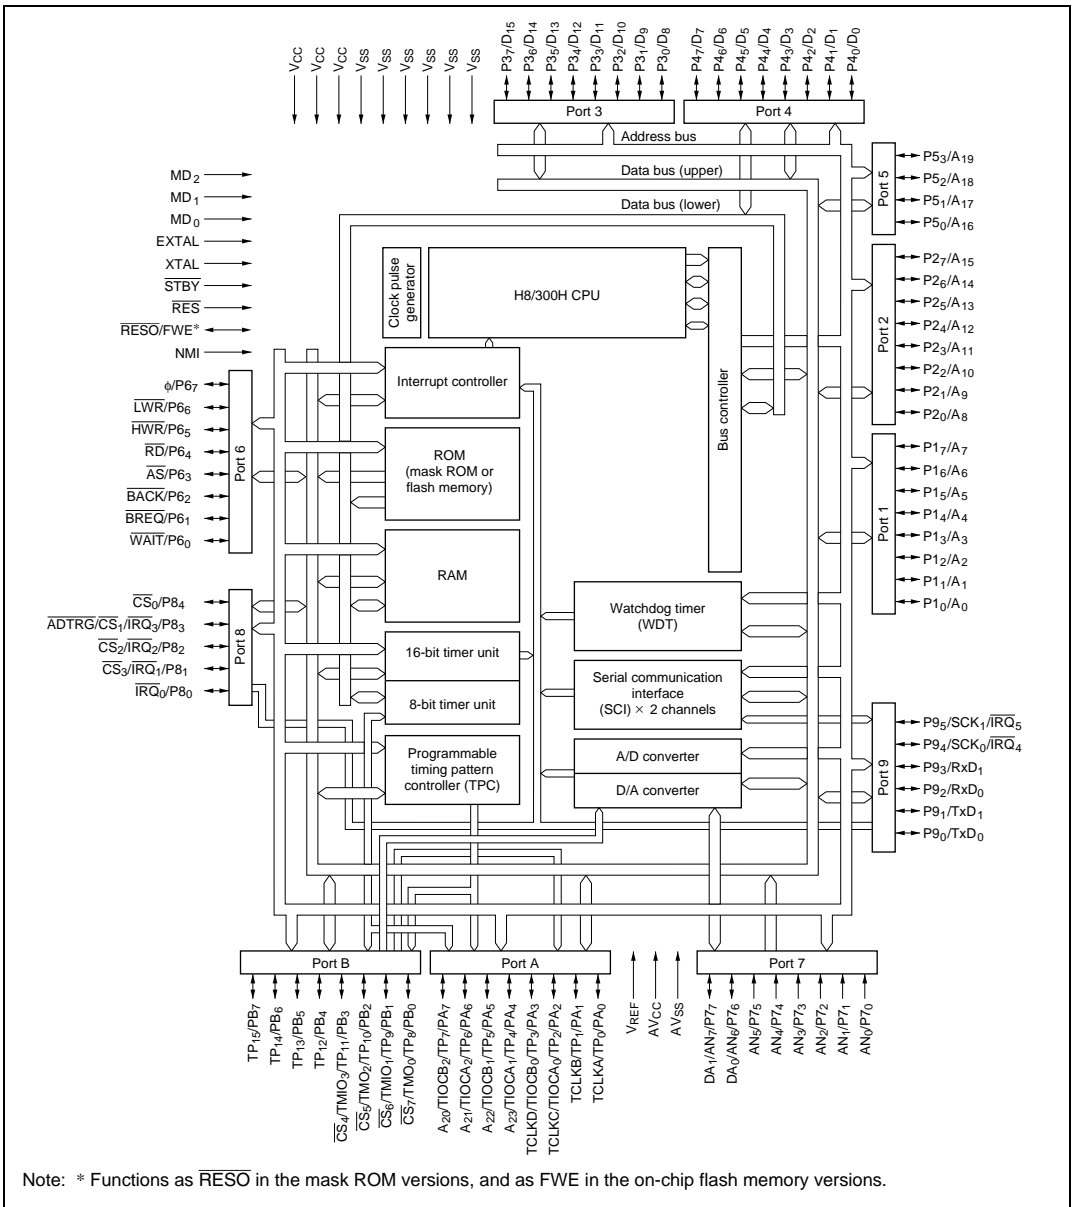 VCC
VCC
VCC
VSS
VSS
VSS
VSS
VSS
VSS
P37/D15
P36/D14
P35/D13
P34/D12
P33/D11
P32/D10
P31/D9
P30/D8
P47/D7
P46/D6
P45/D5
P44/D4
P43/D3
P42/D2
P41/D1
P40/D0
Port 3
Port 4
Address bus
Data bus (upper)
Data bus (lower)
MD2
MD1
MD0
EXTAL
XTAL
STBY
RES
RESO/FWE*
NMI
φ/P67
LWR/P66
HWR/P65
RD/P64
AS/P63
BACK/P62
BREQ/P61
WAIT/P60
Port 6
CS0/P84
ADTRG/CS1/IRQ3/P83
CS2/IRQ2/P82
CS3/IRQ1/P81
IRQ0/P80
Port 8
Clock pulse
generator
H8/300H CPU
Interrupt controller
ROM
(mask ROM or
flash memory)
RAM
16-bit timer unit
8-bit timer unit
Programmable
timing pattern
controller (TPC)
Bus controller
Watchdog timer
(WDT)
Serial communication
interface
(SCI) × 2 channels
A/D converter
D/A converter
Port 5
P53/A19
P52/A18
P51/A17
P50/A16
Port 2
P27/A15
P26/A14
P25/A13
P24/A12
P23/A11
P22/A10
P21/A9
P20/A8
Port 1
P17/A7
P16/A6
P15/A5
P14/A4
P13/A3
P12/A2
P11/A1
P10/A0
Port 9
P95/SCK1/IRQ5
P94/SCK0/IRQ4
P93/RxD1
P92/RxD0
P91/TxD1
P90/TxD0
Port B
Port A
Port 7
TP15/PB7
TP14/PB6
TP13/PB5
TP12/PB4
CS4/TMIO3/TP11/PB3
CS5/TMO2/TP10/PB2
CS6/TMIO1/TP9/PB1
CS7/TMO0/TP8/PB0
A20/TIOCB2/TP7/PA7
A21/TIOCA2/TP6/PA6
A22/TIOCB1/TP5/PA5
A23/TIOCA1/TP4/PA4
TCLKD/TIOCB0/TP3/PA3
TCLKC/TIOCA0/TP2/PA2
TCLKB/TP1/PA1
TCLKA/TP0/PA0
VREF
AVCC
AVSS
DA1/AN7/P77
DA0/AN6/P76
AN5/P75
AN4/P74
AN3/P73
AN2/P72
AN1/P71
AN0/P70
Note: * Functions as RESO in the mask ROM versions, and as FWE in the on-chip flash memory versions.